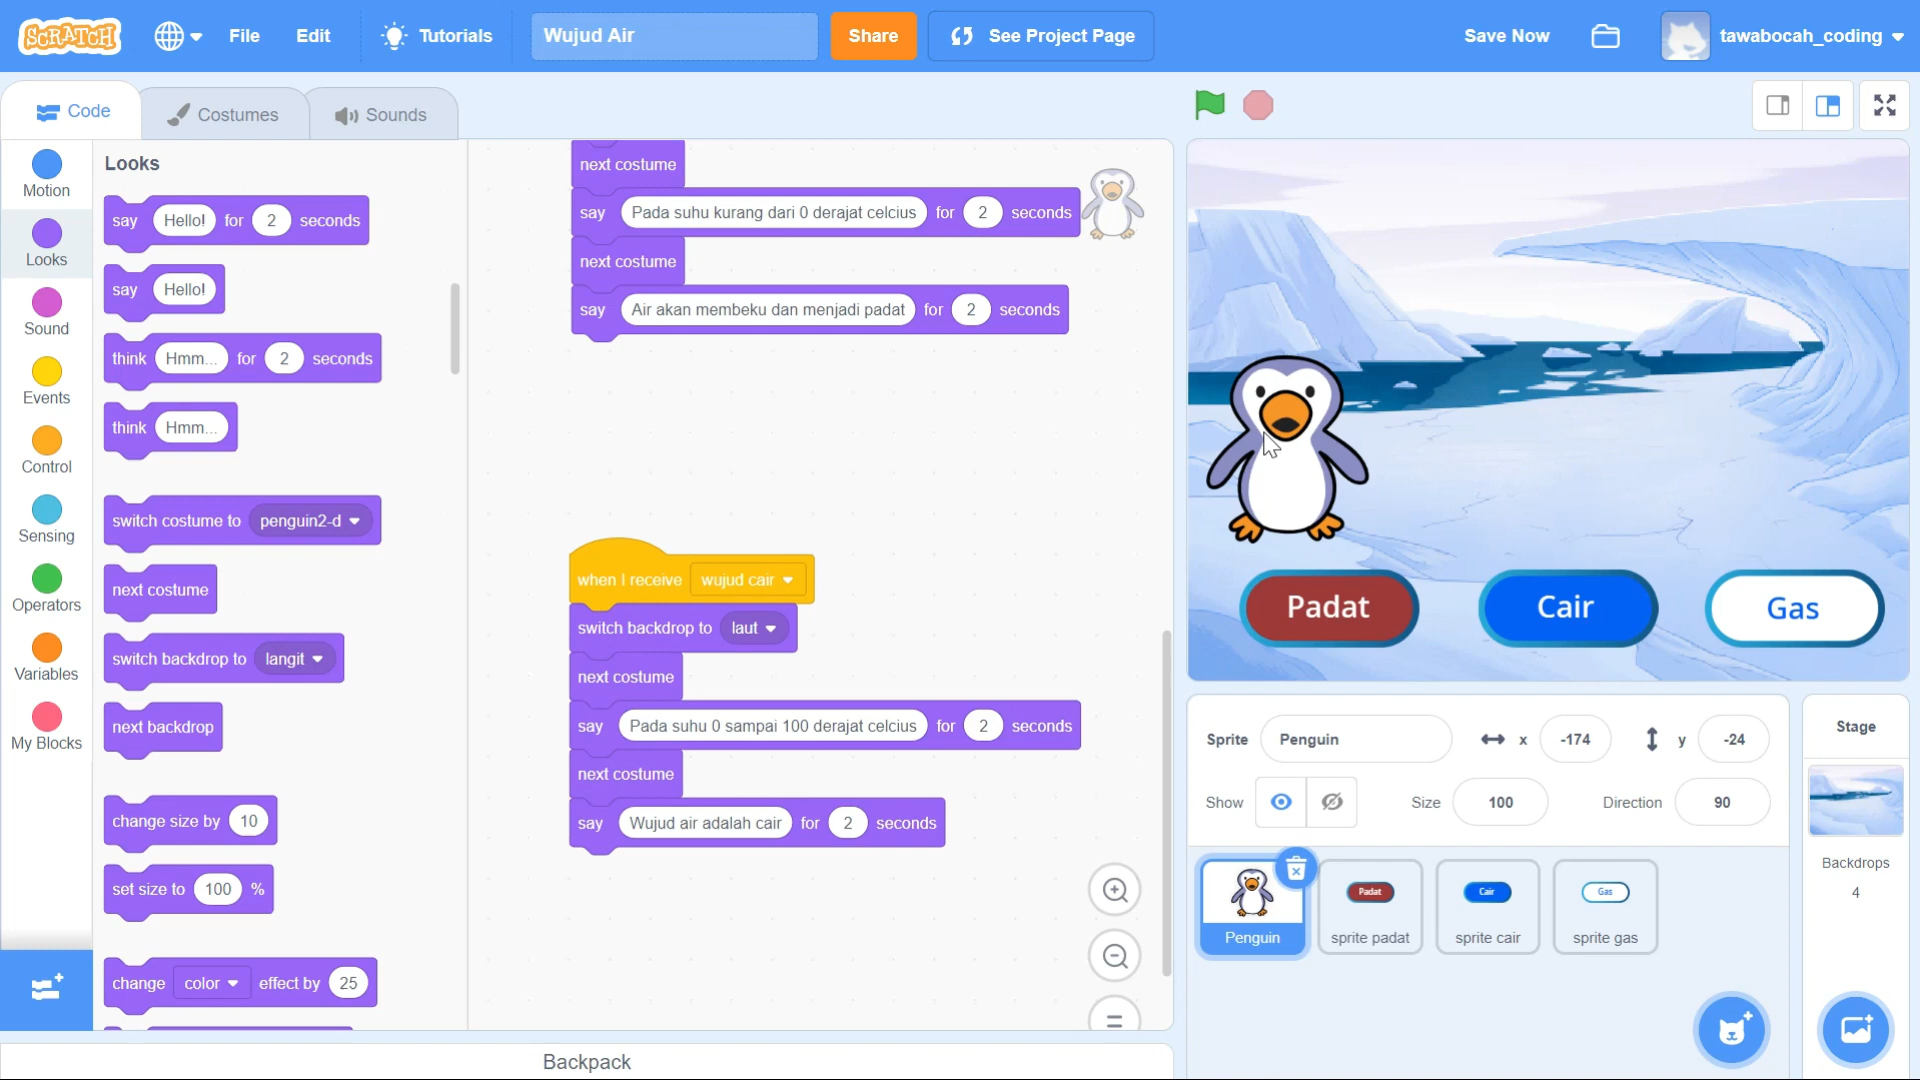 SCRATCH
File
Edit
Tutorials
Wujud Air
Share
See Project Page
Save Now
tawabocah_coding
Code
Costumes
Sounds
Motion
Looks
Sound
Events
Control
Sensing
Operators
Variables
My Blocks
Looks
say Hello! for 2 seconds
say Hello!
think Hmm... for 2 seconds
think Hmm...
switch costume to penguin2-d
next costume
switch backdrop to langit
next backdrop
change size by 10
set size to 100 %
change color effect by 25
next costume
say Pada suhu kurang dari 0 derajat celcius for 2 seconds
next costume
say Air akan membeku dan menjadi padat for 2 seconds
when I receive wujud cair
switch backdrop to laut
next costume
say Pada suhu 0 sampai 100 derajat celcius for 2 seconds
next costume
say Wujud air adalah cair for 2 seconds
Backpack
Padat
Cair
Gas
Sprite Penguin x -174 y -24
Show Size 100 Direction 90
Padat
Cair
Gas
Penguin
sprite padat
sprite cair
sprite gas
Stage
Backdrops
4